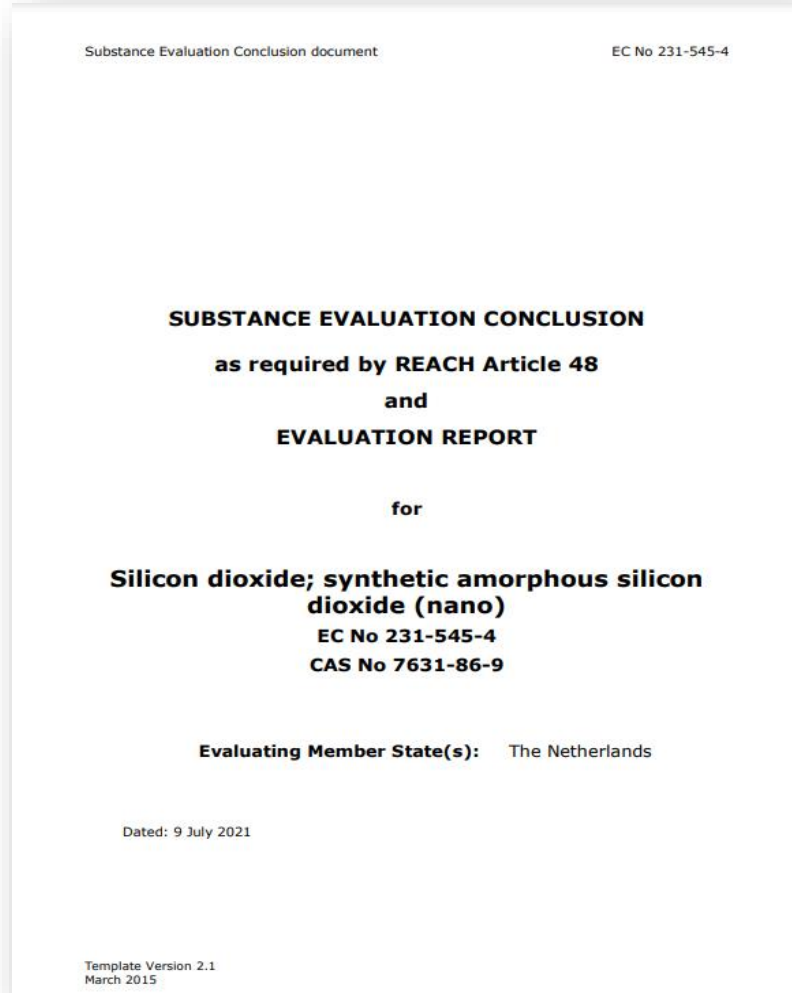 Substance Evaluation Conclusion document EC No 231-545-4
SUBSTANCE EVALUATION CONCLUSION
as required by REACH Article 48
and
EVALUATION REPORT
for
Silicon dioxide; synthetic amorphous silicon
dioxide (nano)
EC No 231-545-4
CAS No 7631-86-9
Evaluating Member State(s): The Netherlands
Dated: 9 July 2021
Template Version 2.1
March 2015